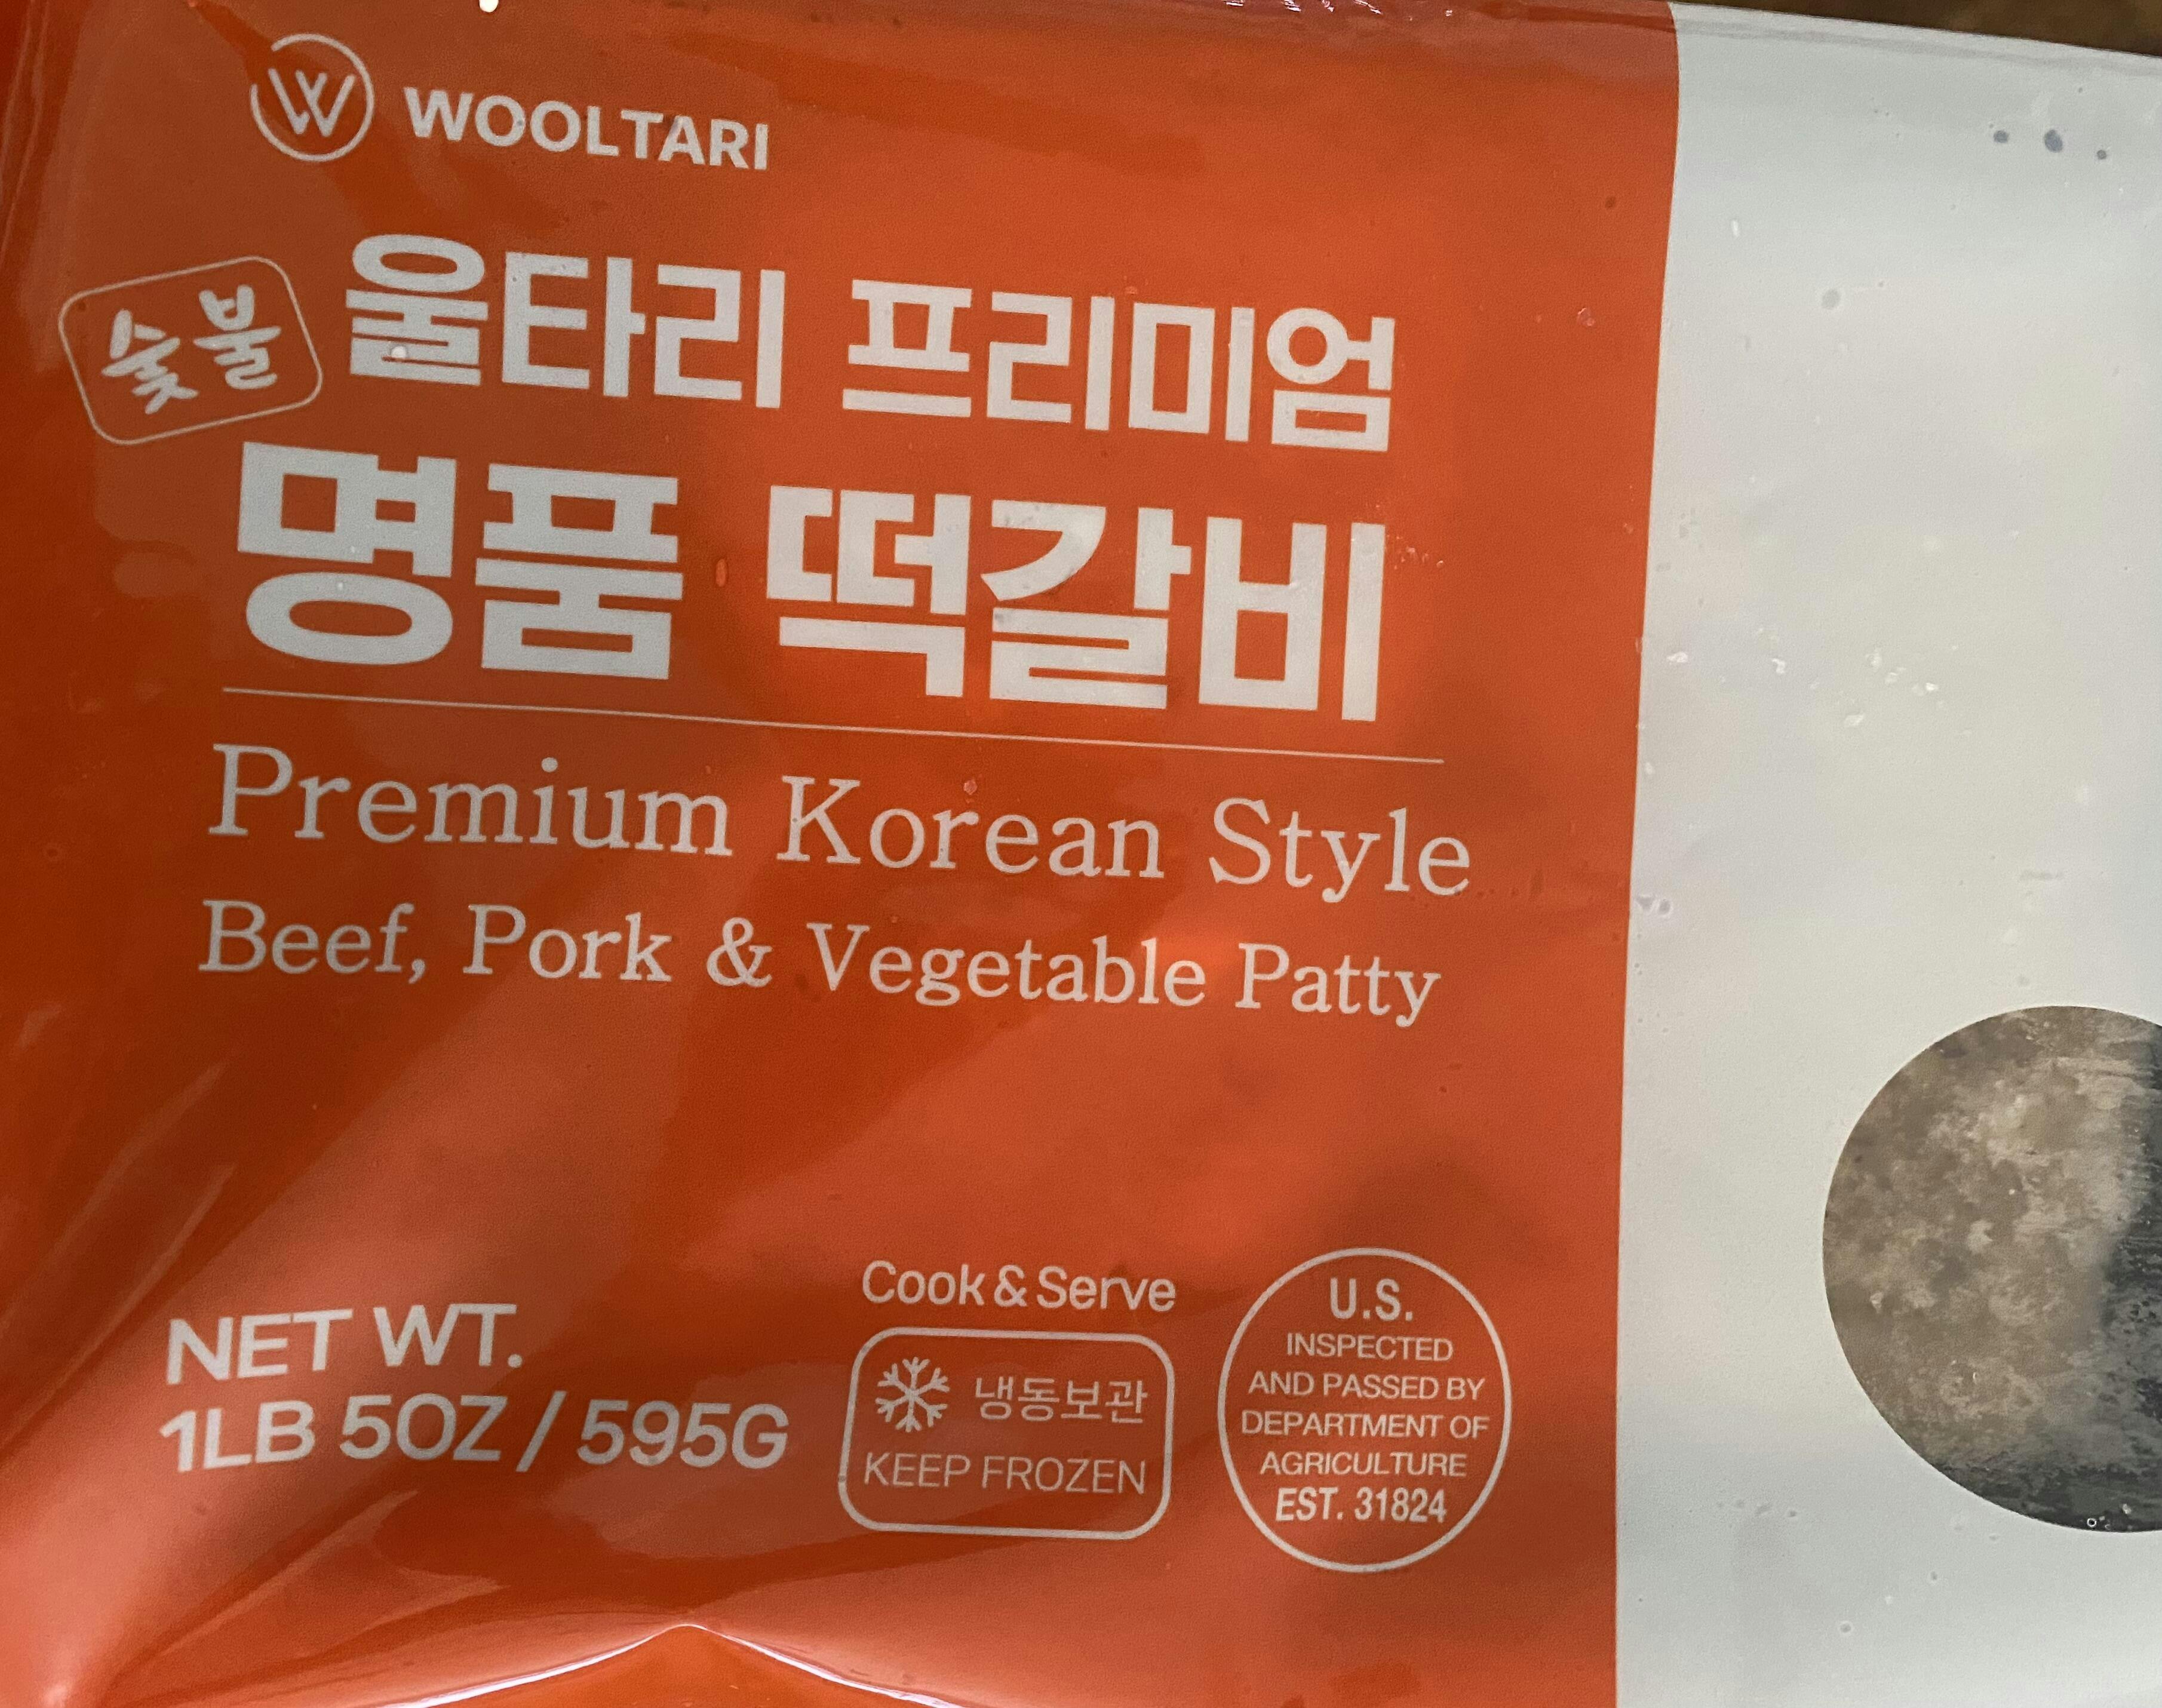 WOOLTARI
숯불
울타리 프리미엄
명품 떡갈비
Premium Korean Style
Beef, Pork & Vegetable Patty
NET WT.
1LB 5OZ / 595G
Cook & Serve
냉동보관
KEEP FROZEN
U.S.
INSPECTED
AND PASSED BY
DEPARTMENT OF
AGRICULTURE
EST. 31824